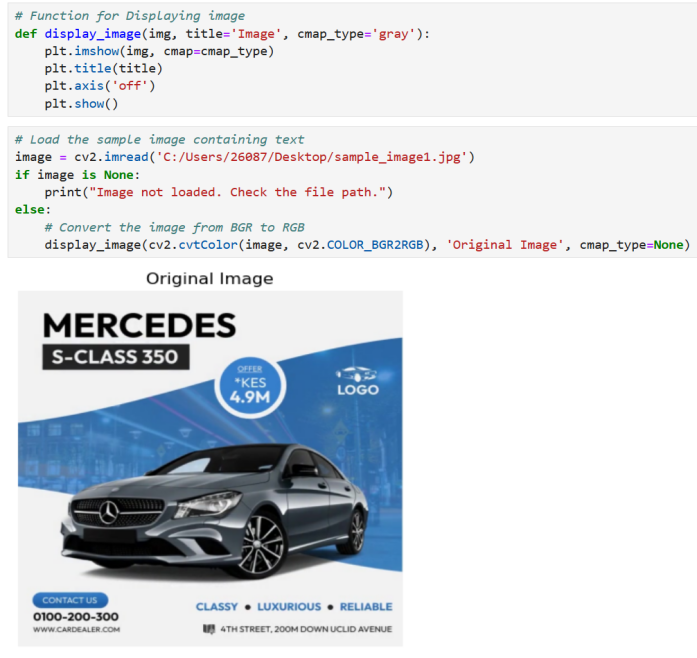 # Function for Displaying image
def display_image(img, title='Image', cmap_type='gray'):
    plt.imshow(img, cmap=cmap_type)
    plt.title(title)
    plt.axis('off')
    plt.show()
# Load the sample image containing text
image = cv2.imread('C:/Users/26087/Desktop/sample_image1.jpg')
if image is None:
    print("Image not loaded. Check the file path.")
else:
    # Convert the image from BGR to RGB
    display_image(cv2.cvtColor(image, cv2.COLOR_BGR2RGB), 'Original Image', cmap_type=None)
Original Image
MERCEDES
S-CLASS 350
OFFER
*KES
4.9M
LOGO
CONTACT US
0100-200-300
WWW.CARDEALER.COM
CLASSY ● LUXURIOUS ● RELIABLE
4TH STREET, 200M DOWN UCLID AVENUE